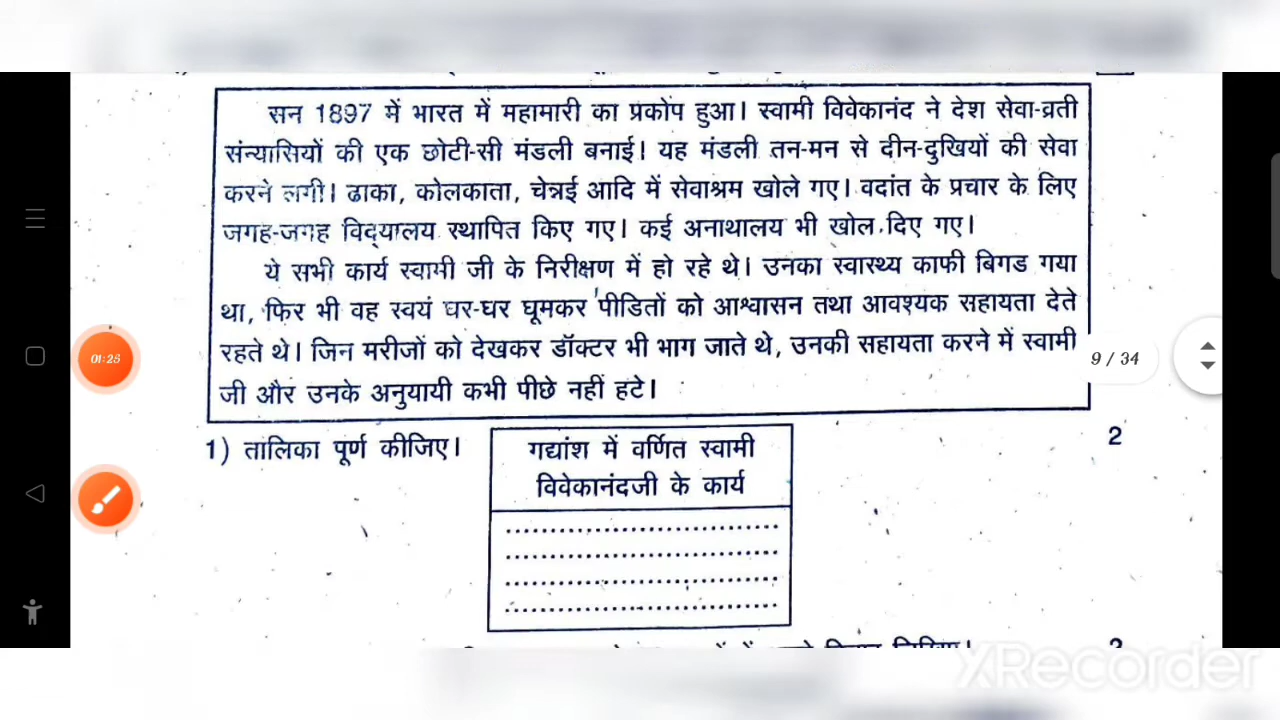 सन 1897 में भारत में महामारी का प्रकोप हुआ। स्वामी विवेकानंद ने देश सेवा-व्रती
संन्यासियों की एक छोटी-सी मंडली बनाई। यह मंडली तन-मन से दीन-दुखियों की सेवा
करने लगी। ढाका, कोलकाता, चेन्नई आदि में सेवाश्रम खोले गए। वदांत के प्रचार के लिए
जगह-जगह विद्‌यालय स्थापित किए गए। कई अनाथालय भी खोल दिए गए।
ये सभी कार्य स्वामी जी के निरीक्षण में हो रहे थे। उनका स्वास्थ्य काफी बिगड गया
था, फिर भी वह स्वयं घर-घर घूमकर पीडितों को आश्वासन तथा आवश्यक सहायता देते
रहते थे। जिन मरीजों को देखकर डॉक्टर भी भाग जाते थे, उनकी सहायता करने में स्वामी
जी और उनके अनुयायी कभी पीछे नहीं हटे।
9 / 34
01:25
1) तालिका पूर्ण कीजिए।
2
गद्यांश में वर्णित स्वामी
विवेकानंदजी के कार्य
..............................
..............................
..............................
..............................
XRecorder